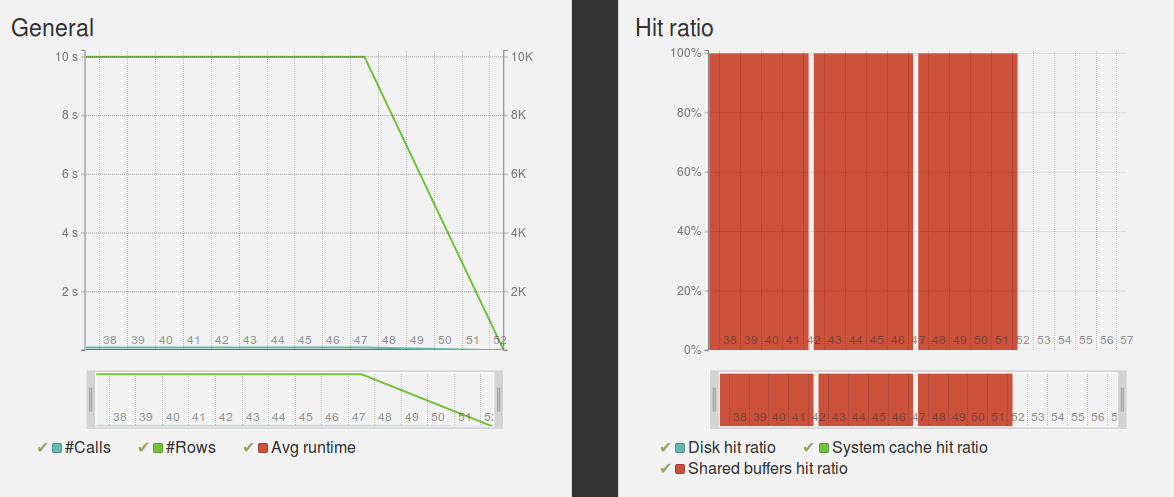 General
10 s
8 s
6 s
4 s
2 s
10K
8K
6K
4K
2K
38 39 40 41 42 43 44 45 46 47 48 49 50 51 52
38 39 40 41 42 43 44 45 46 47 48 49 50 51
✔ #Calls ✔ #Rows ✔ Avg runtime
Hit ratio
100%
80%
60%
40%
20%
0%
38 39 40 41 42 43 44 45 46 47 48 49 50 51 52 53 54 55 56 57
38 39 40 41 42 43 44 45 46 47 48 49 50 51 52 53 54 55 56
✔ Disk hit ratio ✔ System cache hit ratio
✔ Shared buffers hit ratio